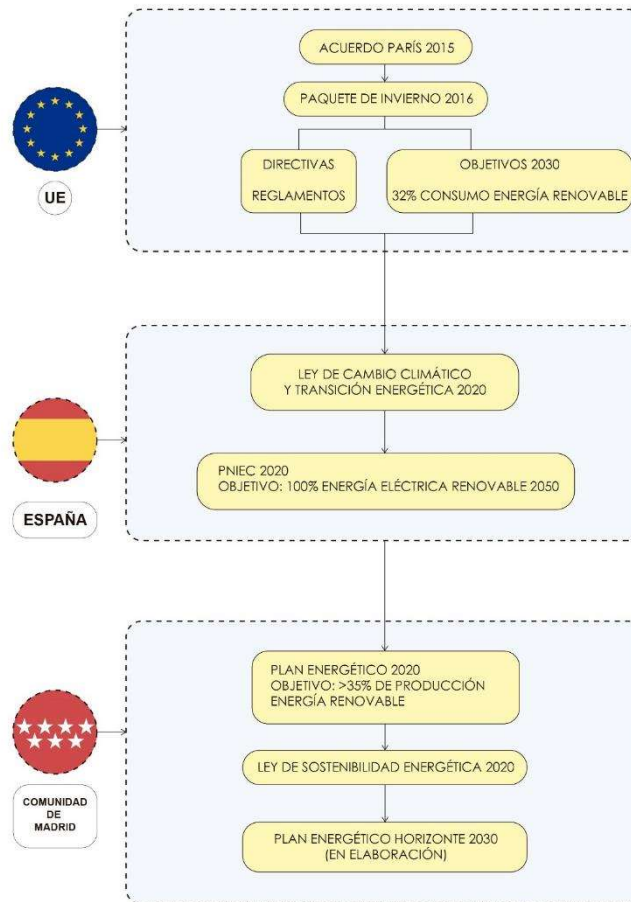 ACUERDO PARÍS 2015
PAQUETE DE INVIERNO 2016
DIRECTIVAS
REGLAMENTOS
OBJETIVOS 2030
32% CONSUMO ENERGÍA RENOVABLE
UE
LEY DE CAMBIO CLIMÁTICO
Y TRANSICIÓN ENERGÉTICA 2020
PNIEC 2020
OBJETIVO: 100% ENERGÍA ELÉCTRICA RENOVABLE 2050
ESPAÑA
PLAN ENERGÉTICO 2020
OBJETIVO: >35% DE PRODUCCIÓN
ENERGÍA RENOVABLE
LEY DE SOSTENIBILIDAD ENERGÉTICA 2020
PLAN ENERGÉTICO HORIZONTE 2030
(EN ELABORACIÓN)
COMUNIDAD
DE
MADRID